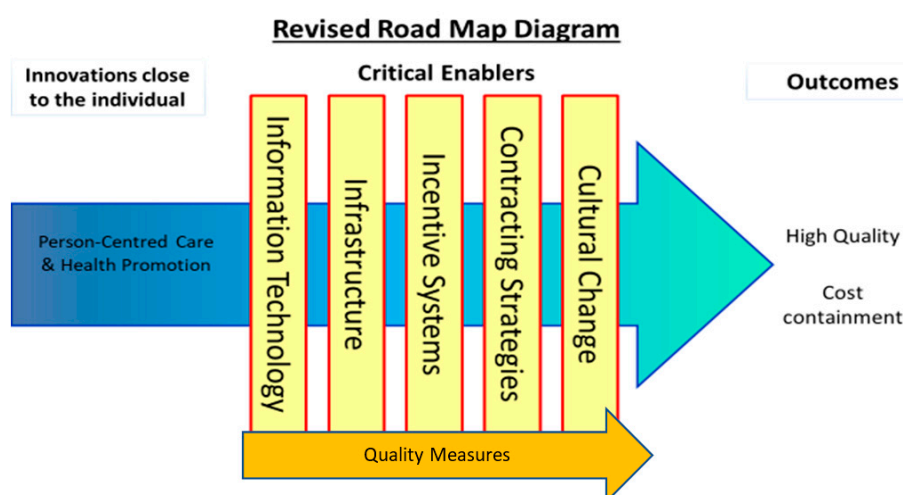 Revised Road Map Diagram
Innovations close
to the individual
Critical Enablers
Outcomes
Person-Centred Care
& Health Promotion
Information Technology
Infrastructure
Incentive Systems
Contracting Strategies
Cultural Change
High Quality
Cost
containment
Quality Measures